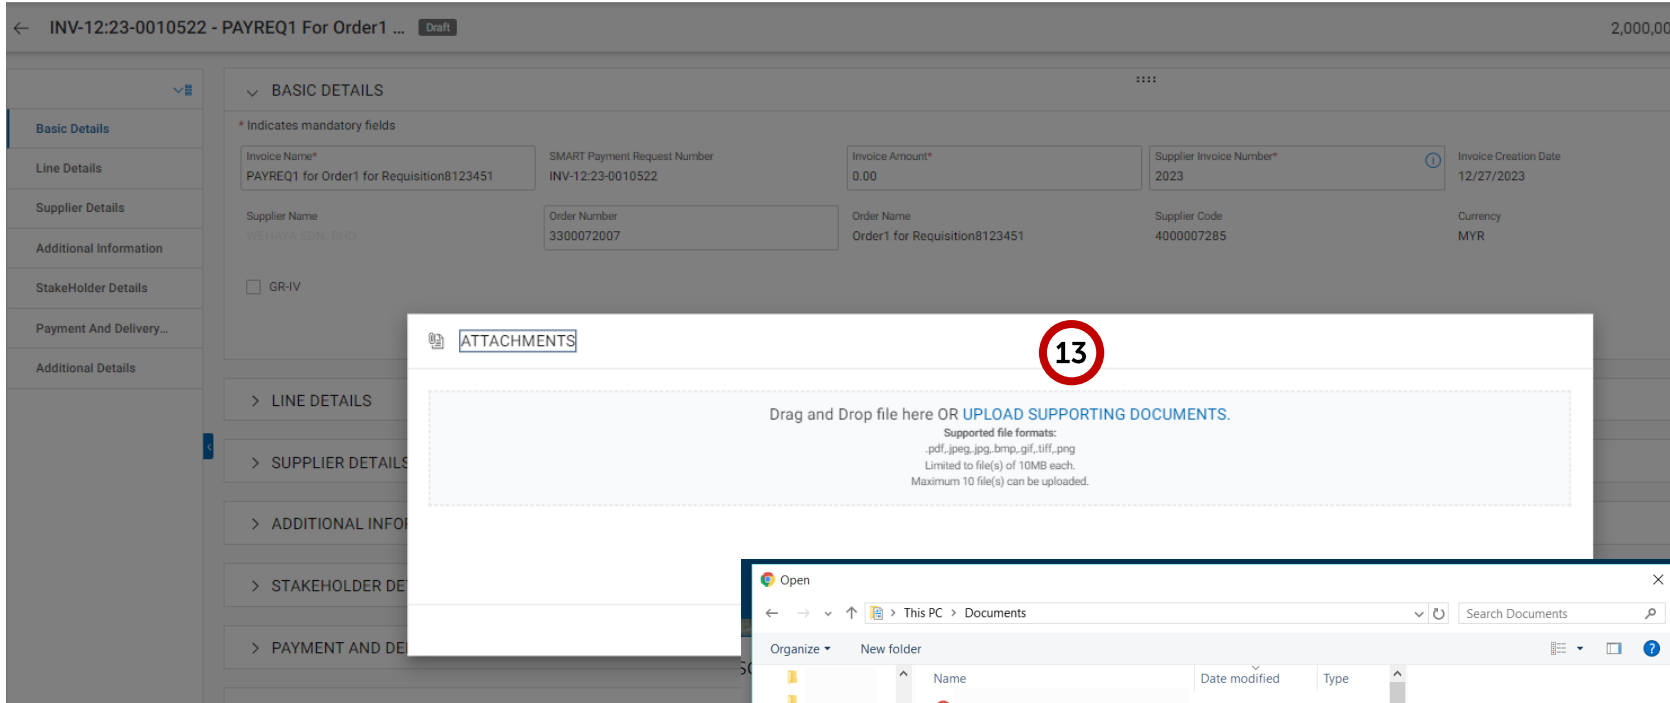 INV-12:23-0010522 - PAYREQ1 For Order1 ... Draft
2,000,00
Basic Details
Line Details
Supplier Details
Additional Information
StakeHolder Details
Payment And Delivery...
Additional Details
BASIC DETAILS
* Indicates mandatory fields
Invoice Name*
PAYREQ1 for Order1 for Requisition8123451
SMART Payment Request Number
INV-12:23-0010522
Invoice Amount*
0.00
Supplier Invoice Number*
2023
Invoice Creation Date
12/27/2023
Supplier Name
WEHAYA SDN. BHD.
Order Number
3300072007
Order Name
Order1 for Requisition8123451
Supplier Code
4000007285
Currency
MYR
GR-IV
LINE DETAILS
SUPPLIER DETAILS
ADDITIONAL INFO
STAKEHOLDER DE
PAYMENT AND DE
ATTACHMENTS
13
Drag and Drop file here OR UPLOAD SUPPORTING DOCUMENTS.
Supported file formats:
.pdf,.jpeg,.jpg,.bmp,.gif,.tiff,.png
Limited to file(s) of 10MB each.
Maximum 10 file(s) can be uploaded.
Open
This PC > Documents
Search Documents
Organize
New folder
Name
Date modified
Type